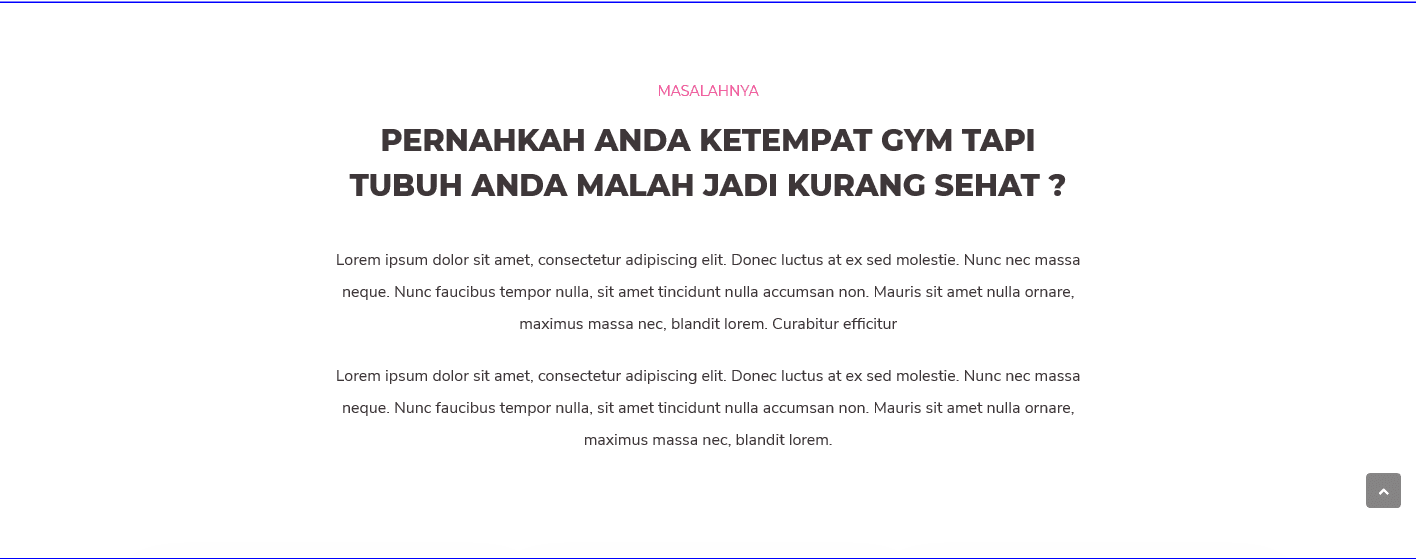 MASALAHNYA
PERNAHKAH ANDA KETEMPAT GYM TAPI
TUBUH ANDA MALAH JADI KURANG SEHAT ?
Lorem ipsum dolor sit amet, consectetur adipiscing elit. Donec luctus at ex sed molestie. Nunc nec massa
neque. Nunc faucibus tempor nulla, sit amet tincidunt nulla accumsan non. Mauris sit amet nulla ornare,
maximus massa nec, blandit lorem. Curabitur efficitur
Lorem ipsum dolor sit amet, consectetur adipiscing elit. Donec luctus at ex sed molestie. Nunc nec massa
neque. Nunc faucibus tempor nulla, sit amet tincidunt nulla accumsan non. Mauris sit amet nulla ornare,
maximus massa nec, blandit lorem.